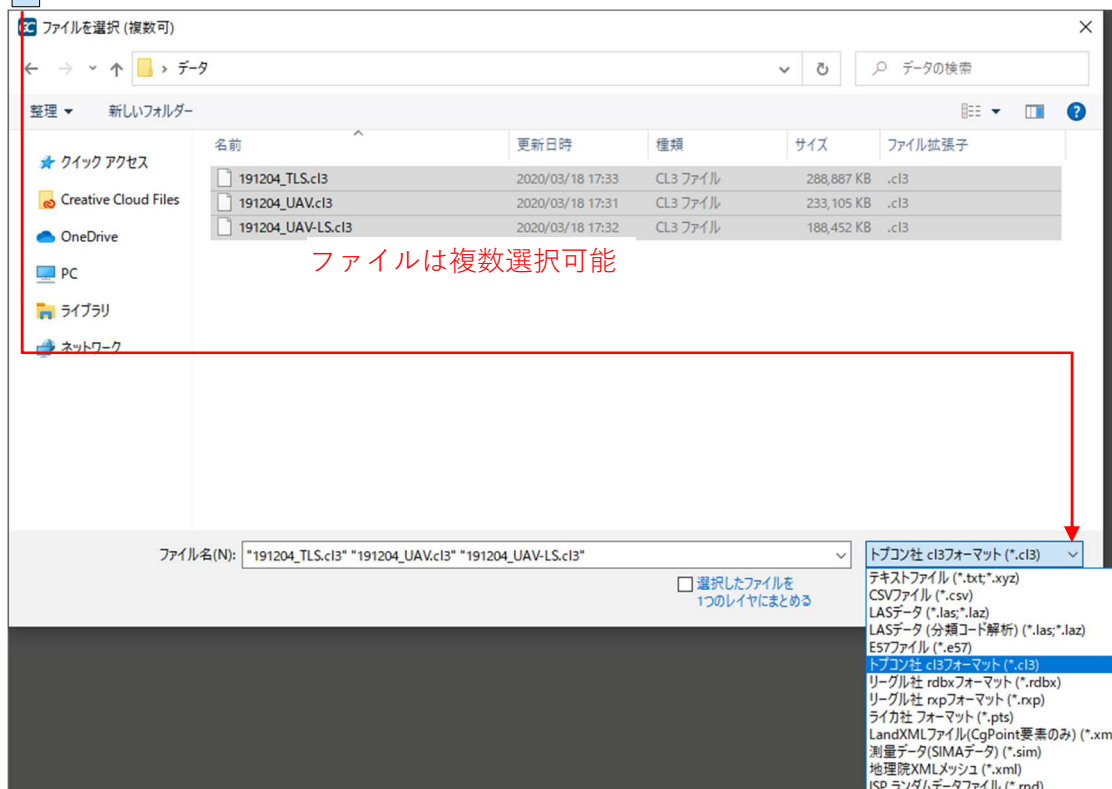 ファイルを選択 (複数可)
データ
データの検索
整理
新しいフォルダー
名前 更新日時 種類 サイズ ファイル拡張子
クイック アクセス
191204_TLS.cl3 2020/03/18 17:33 CL3 ファイル 288,887 KB .cl3
Creative Cloud Files
191204_UAV.cl3 2020/03/18 17:31 CL3 ファイル 233,105 KB .cl3
191204_UAV-LS.cl3 2020/03/18 17:32 CL3 ファイル 188,452 KB .cl3
OneDrive
ファイルは複数選択可能
PC
ライブラリ
ネットワーク
ファイル名(N): "191204_TLS.cl3" "191204_UAV.cl3" "191204_UAV-LS.cl3"
トプコン社 cl3フォーマット (*.cl3)
選択したファイルを
1つのレイヤにまとめる
テキストファイル (*.txt;*.xyz)
CSVファイル (*.csv)
LASデータ (*.las;*.laz)
LASデータ (分類コード解析) (*.las;*.laz)
E57ファイル (*.e57)
トプコン社 cl3フォーマット (*.cl3)
リーグル社 rdbxフォーマット (*.rdbx)
リーグル社 rxpフォーマット (*.rxp)
ライカ社 フォーマット (*.pts)
LandXMLファイル(CgPoint要素のみ) (*.xm
測量データ(SIMAデータ) (*.sim)
地理院XMLメッシュ (*.xml)
ISP ランダムデータファイル (*.rnd)